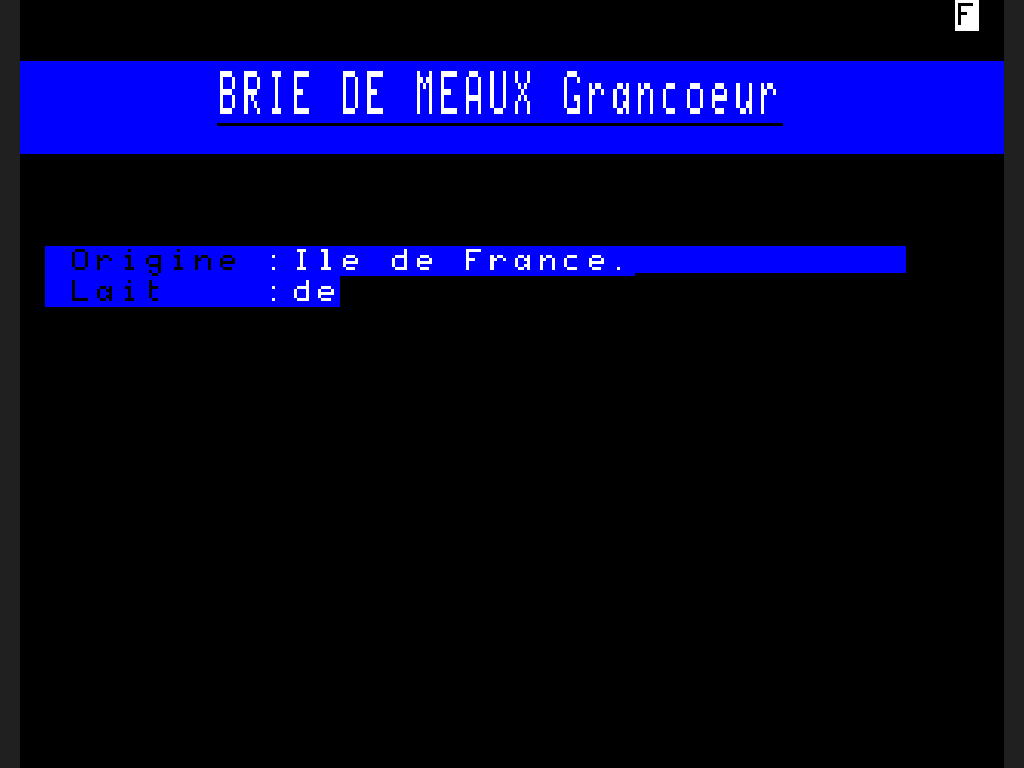 F
BRIE DE MEAUX Grancoeur
Origine : Ile de France.
Lait : de